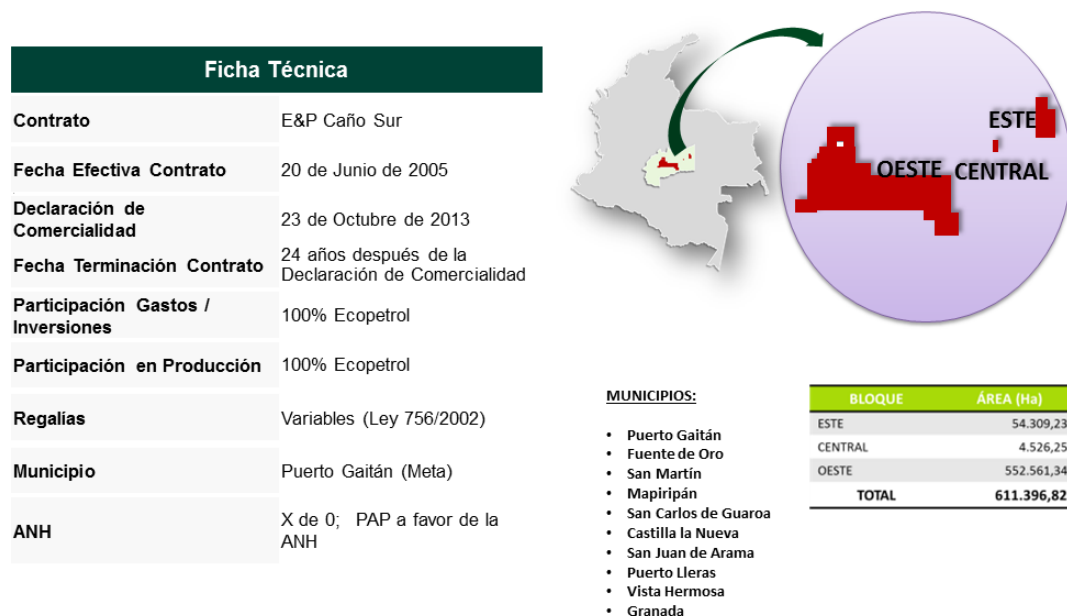 Ficha Técnica
Contrato E&P Caño Sur
Fecha Efectiva Contrato 20 de Junio de 2005
Declaración de
Comercialidad 23 de Octubre de 2013
Fecha Terminación Contrato 24 años después de la
Declaración de Comercialidad
Participación Gastos /
Inversiones 100% Ecopetrol
Participación en Producción 100% Ecopetrol
Regalías Variables (Ley 756/2002)
Municipio Puerto Gaitán (Meta)
ANH X de 0; PAP a favor de la
ANH
ESTE
OESTE CENTRAL
MUNICIPIOS:
• Puerto Gaitán
• Fuente de Oro
• San Martín
• Mapiripán
• San Carlos de Guaroa
• Castilla la Nueva
• San Juan de Arama
• Puerto Lleras
• Vista Hermosa
• Granada
BLOQUE ÁREA (Ha)
ESTE 54.309,23
CENTRAL 4.526,25
OESTE 552.561,34
TOTAL 611.396,82